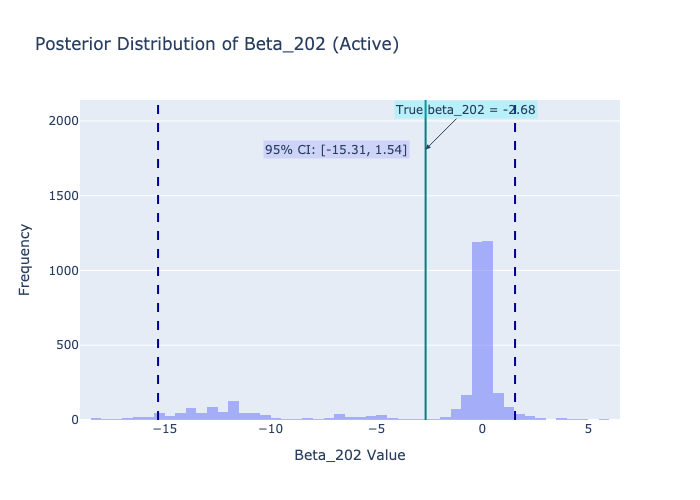 Posterior Distribution of Beta_202 (Active)
True beta_202 = -2.68
95% CI: [-15.31, 1.54]
2000
1500
1000
500
0
Frequency
−15
−10
−5
0
5
Beta_202 Value